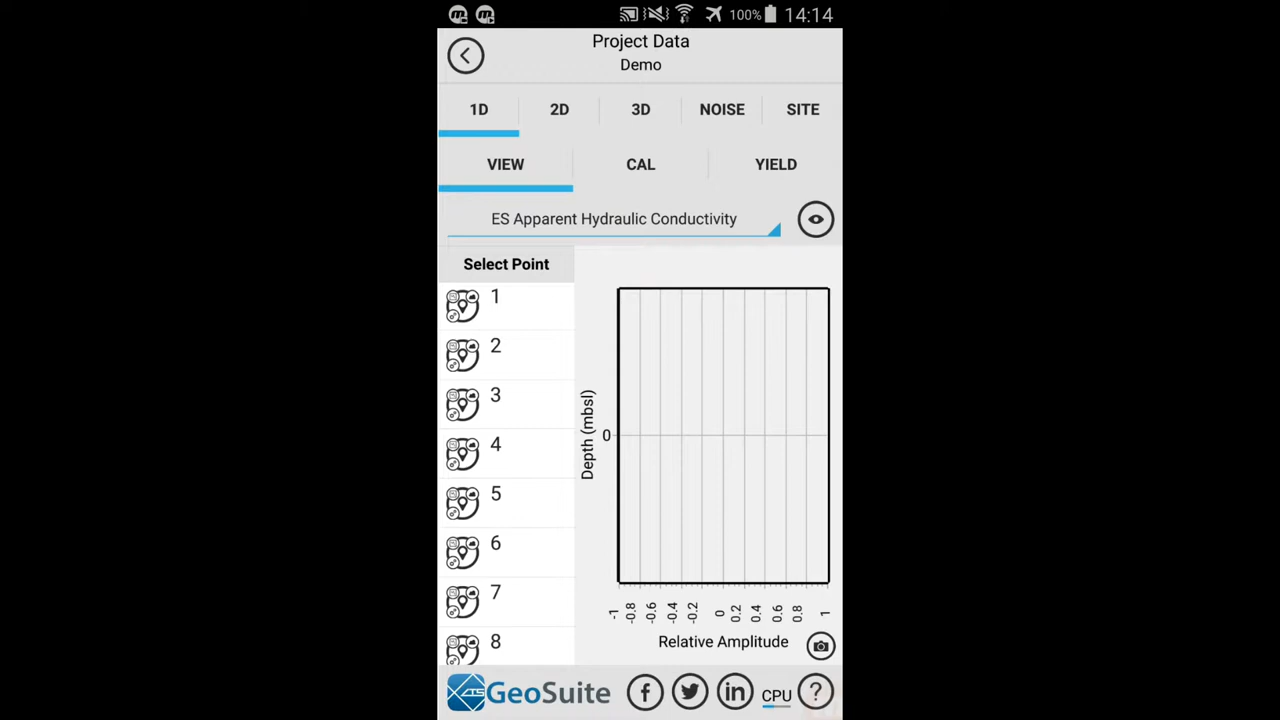 100% 14:14
Project Data
Demo
1D 2D 3D NOISE SITE
VIEW CAL YIELD
ES Apparent Hydraulic Conductivity
Select Point
1
2
3
4
5
6
7
8
Depth (mbsl)
0
-1 -0.8 -0.6 -0.4 -0.2 0 0.2 0.4 0.6 0.8 1
Relative Amplitude
GeoSuite f in CPU ?